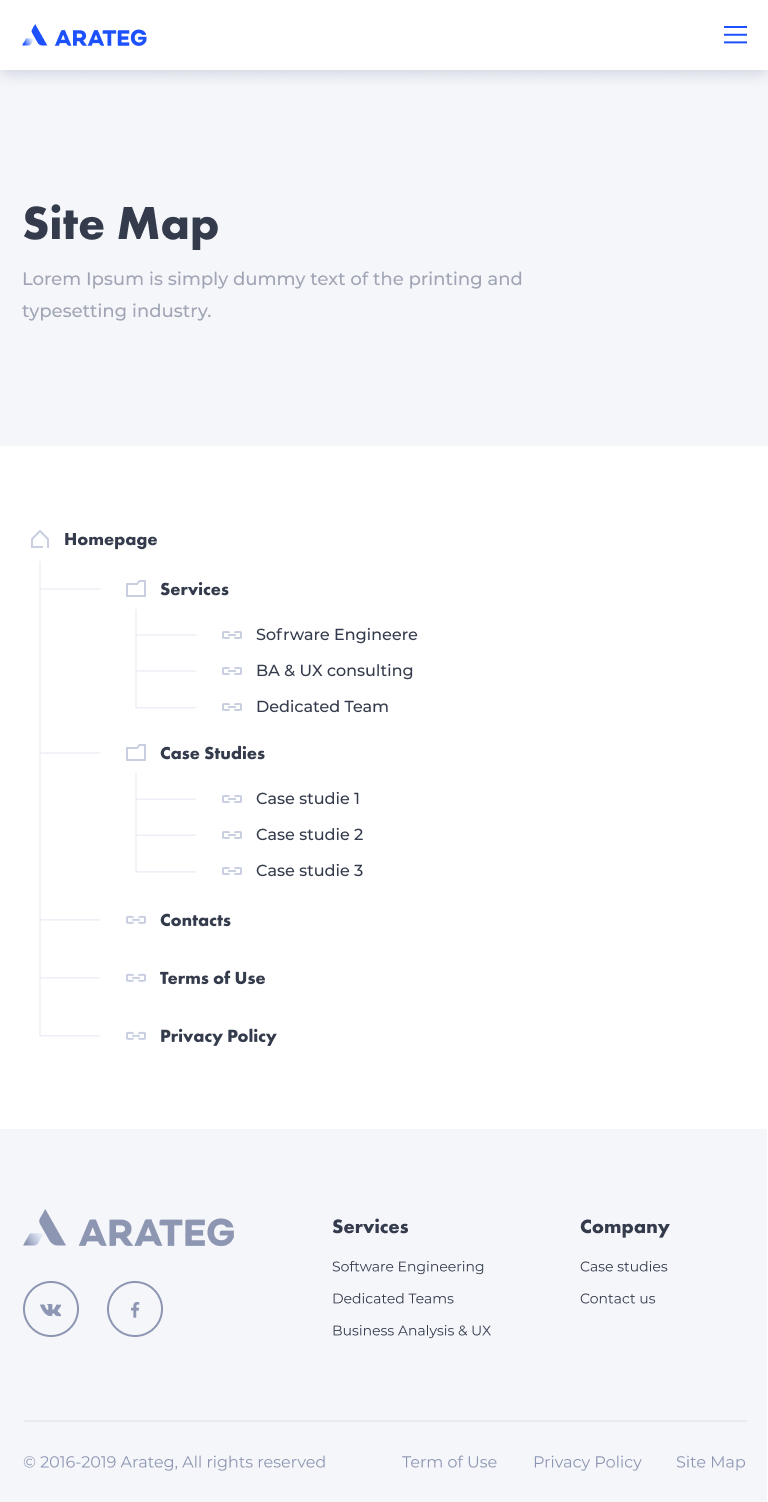 ARATEG
Site Map
Lorem Ipsum is simply dummy text of the printing and
typesetting industry.
Homepage
Services
Sofrware Engineere
BA & UX consulting
Dedicated Team
Case Studies
Case studie 1
Case studie 2
Case studie 3
Contacts
Terms of Use
Privacy Policy
ARATEG
Services
Software Engineering
Dedicated Teams
Business Analysis & UX
Company
Case studies
Contact us
© 2016-2019 Arateg, All rights reserved
Term of Use
Privacy Policy
Site Map